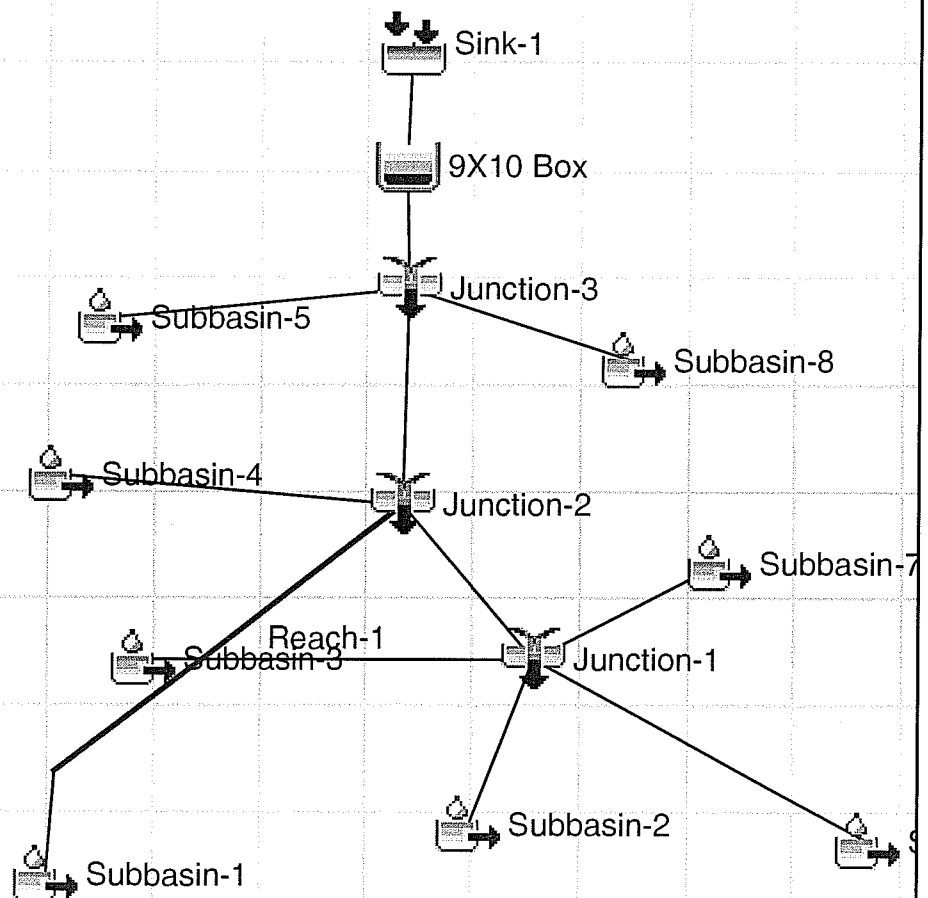 Sink-1
9X10 Box
Junction-3
Subbasin-5
Subbasin-8
Subbasin-4
Junction-2
Subbasin-7
Reach-1
Subbasin-3
Junction-1
Subbasin-2
Subbasin-1